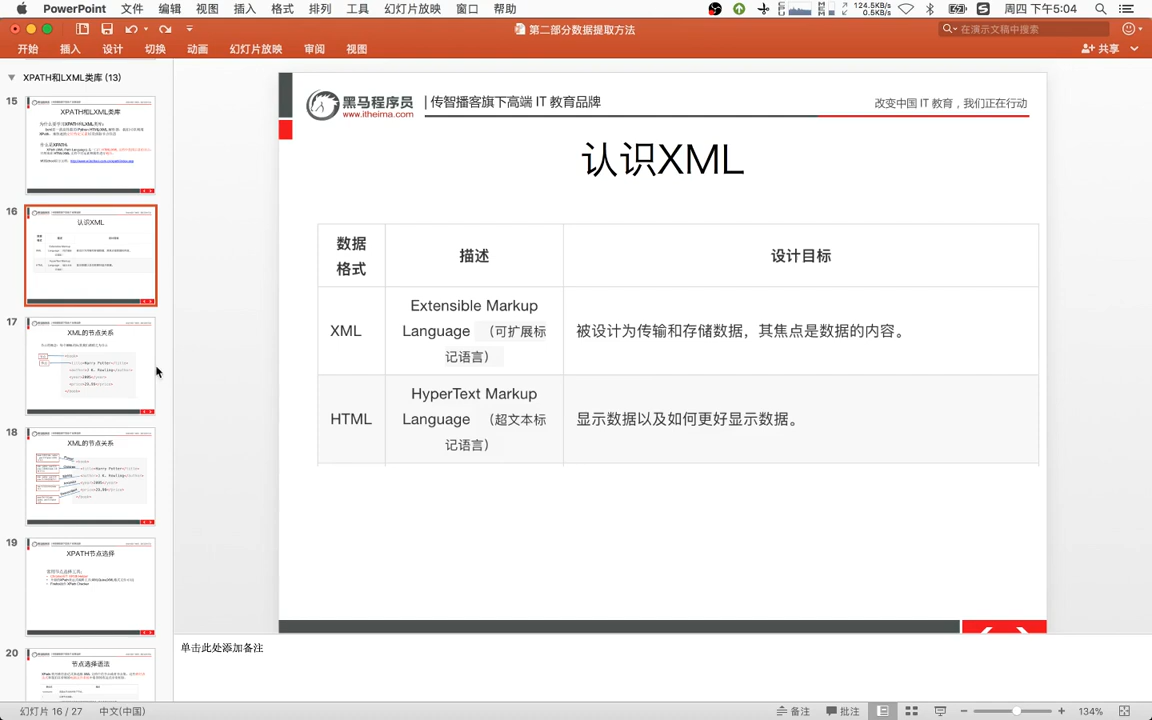 PowerPoint 文件 编辑 视图 插入 格式 排列 工具 幻灯片放映 窗口 帮助
124.5KB/s
0.5KB/s
周四 下午5:04
第二部分数据提取方法
在演示文稿中搜索
开始 插入 设计 切换 动画 幻灯片放映 审阅 视图
共享
XPATH和LXML类库 (13)
15
XPATH和LXML类库
16
认识XML
17
XML的节点关系
18
XML的节点关系
19
XPATH节点选择
20
节点选择语法
黑马程序员
www.itheima.com
传智播客旗下高端 IT 教育品牌
改变中国 IT 教育，我们正在行动
认识XML
数据
格式
描述
设计目标
XML
Extensible Markup
Language （可扩展标
记语言）
被设计为传输和存储数据，其焦点是数据的内容。
HTML
HyperText Markup
Language （超文本标
记语言）
显示数据以及如何更好显示数据。
单击此处添加备注
幻灯片 16 / 27 中文(中国)
备注 批注
134%